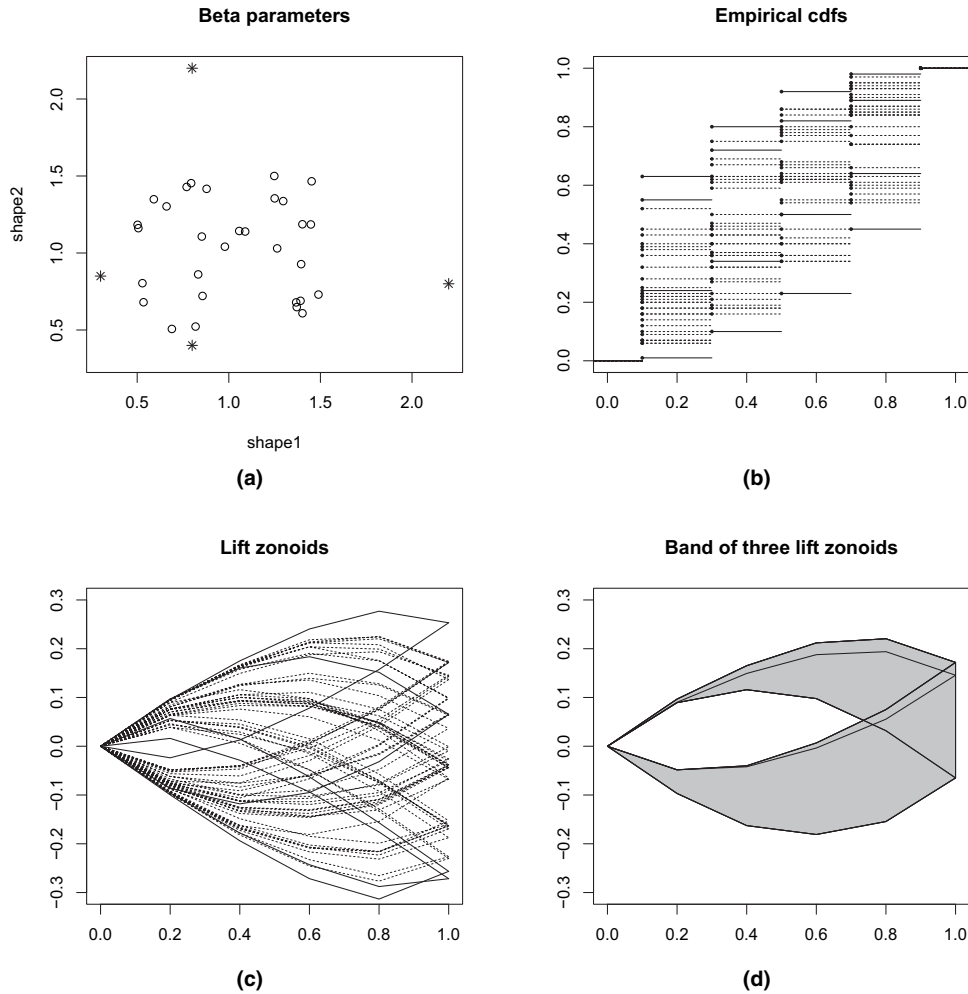 Beta parameters
shape2
2.0
1.5
1.0
0.5
0.5 1.0 1.5 2.0
shape1
(a)
Empirical cdfs
1.0
0.8
0.6
0.4
0.2
0.0
0.0 0.2 0.4 0.6 0.8 1.0
(b)
Lift zonoids
0.3
0.2
0.1
0.0
−0.1
−0.2
−0.3
0.0 0.2 0.4 0.6 0.8 1.0
(c)
Band of three lift zonoids
0.3
0.2
0.1
0.0
−0.1
−0.2
−0.3
0.0 0.2 0.4 0.6 0.8 1.0
(d)